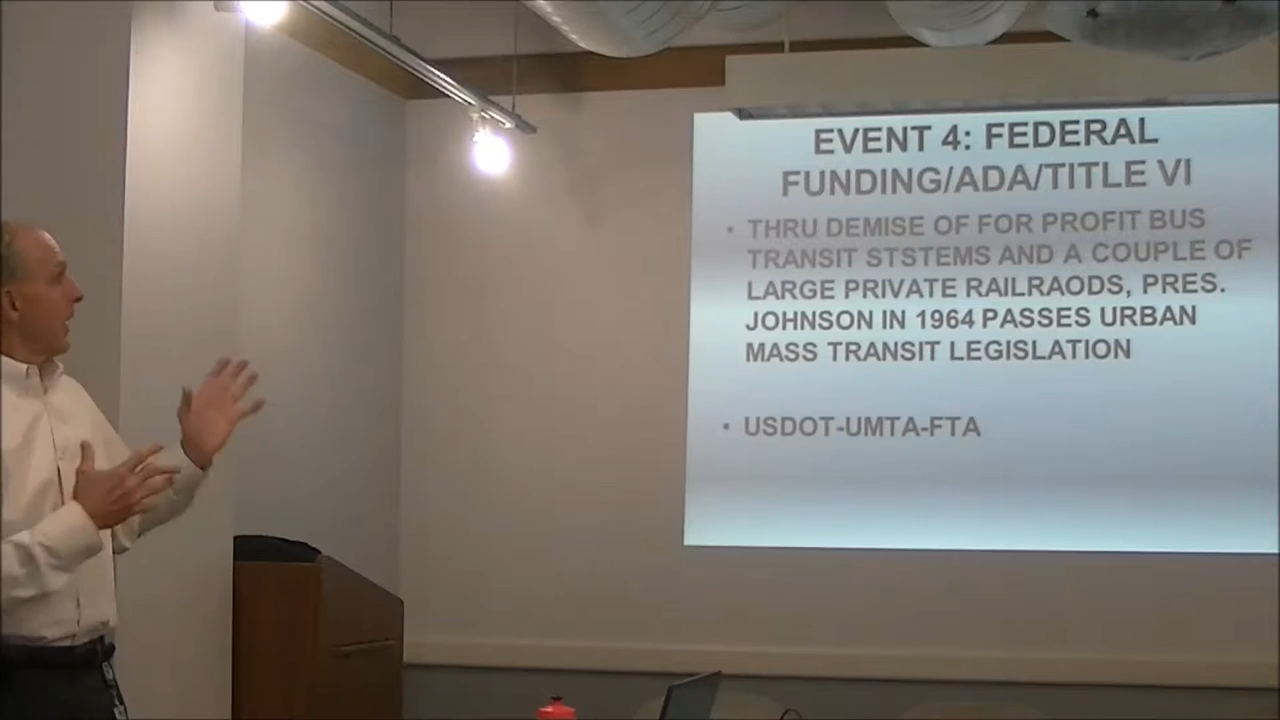 EVENT 4: FEDERAL
FUNDING/ADA/TITLE VI
• THRU DEMISE OF FOR PROFIT BUS
TRANSIT STSTEMS AND A COUPLE OF
LARGE PRIVATE RAILRAODS, PRES.
JOHNSON IN 1964 PASSES URBAN
MASS TRANSIT LEGISLATION
• USDOT-UMTA-FTA